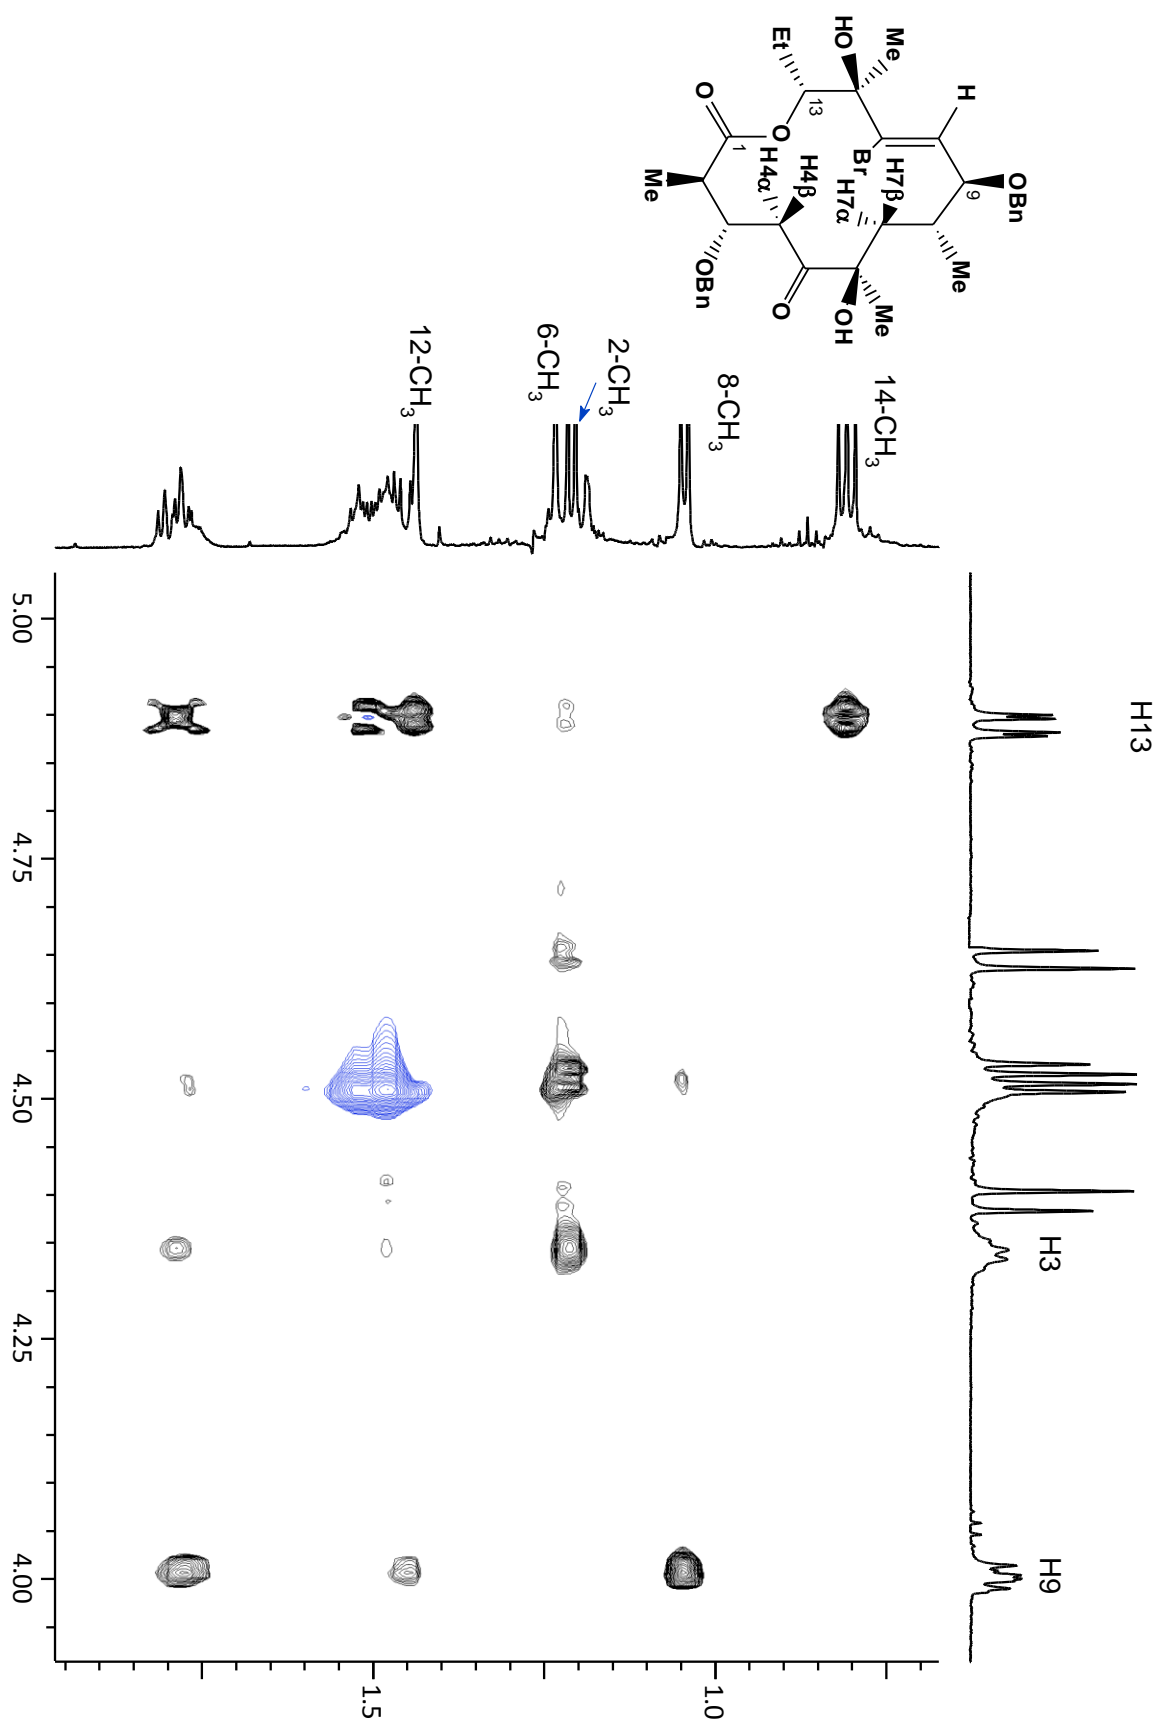 Me
HO
Et
H
OBn
13
9
Br
O
O
1
H7β
H7α
H4β
H4α
Me
Me
Me
OH
OBn
O
12-CH3
6-CH3
2-CH3
8-CH3
14-CH3
H13
H3
H9
5.00
4.75
4.50
4.25
4.00
1.5
1.0